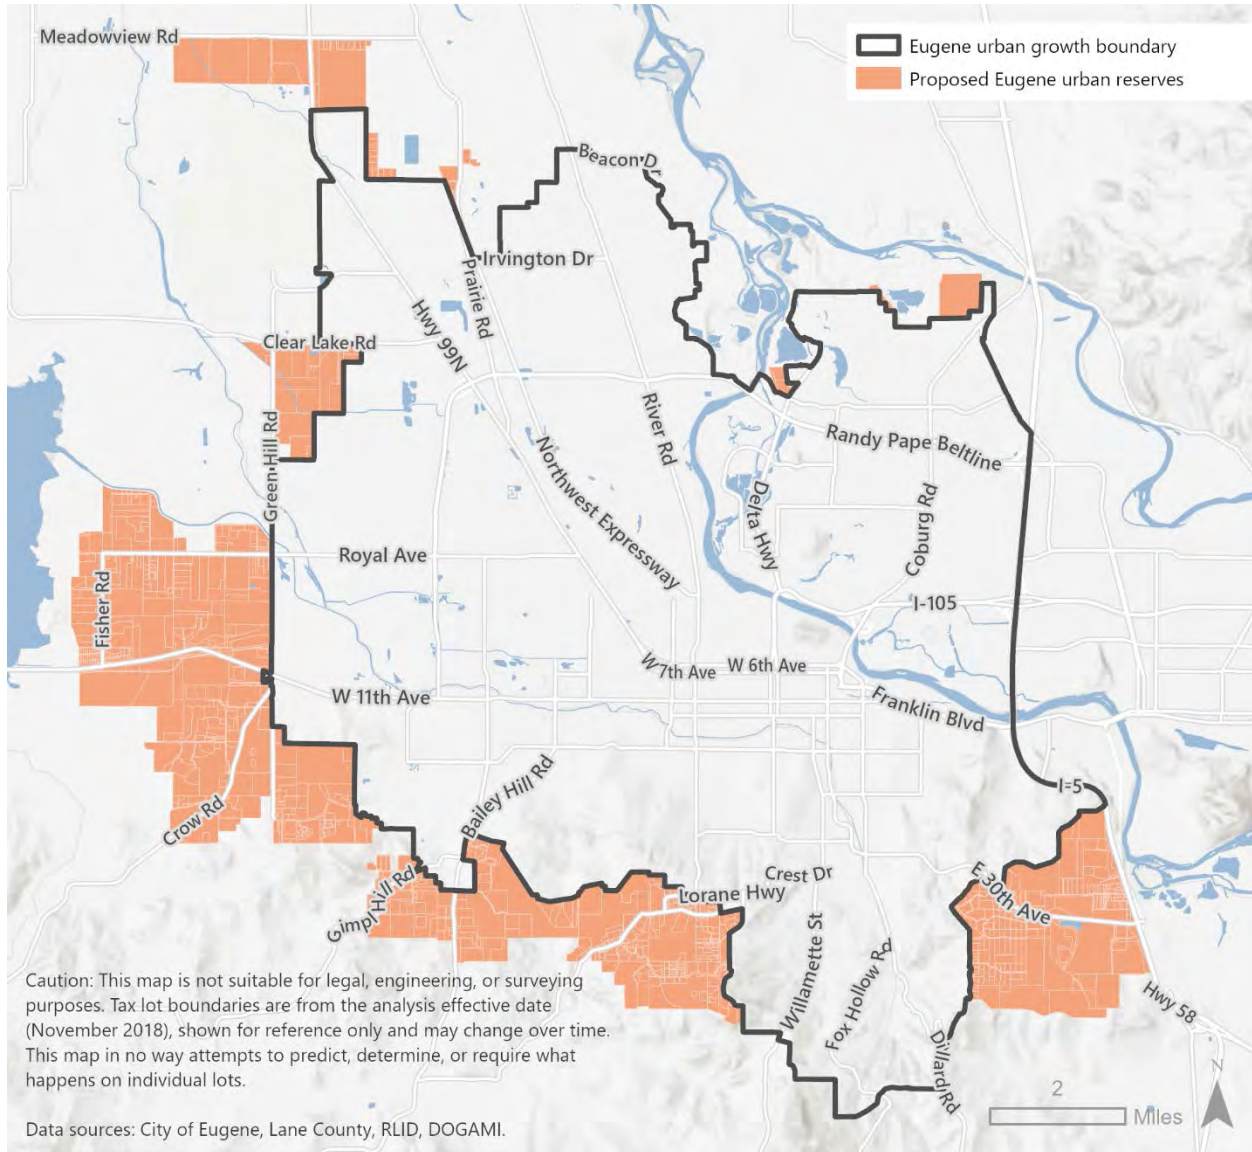 Meadowview Rd
Eugene urban growth boundary
Proposed Eugene urban reserves
Beacon Dr
Irvington Dr
Prairie Rd
Hwy 99N
Clear Lake Rd
Green Hill Rd
River Rd
Randy Pape Beltline
Northwest Expressway
Delta Hwy
Coburg Rd
Royal Ave
Fisher Rd
I-105
W 7th Ave
W 6th Ave
W 11th Ave
Franklin Blvd
I-5
Bailey Hill Rd
Crow Rd
Gimpl Hill Rd
Crest Dr
Lorane Hwy
E 30th Ave
Willamette St
Fox Hollow Rd
Dillard Rd
Hwy 58
Caution: This map is not suitable for legal, engineering, or surveying
purposes. Tax lot boundaries are from the analysis effective date
(November 2018), shown for reference only and may change over time.
This map in no way attempts to predict, determine, or require what
happens on individual lots.
Data sources: City of Eugene, Lane County, RLID, DOGAMI.
2
Miles
N